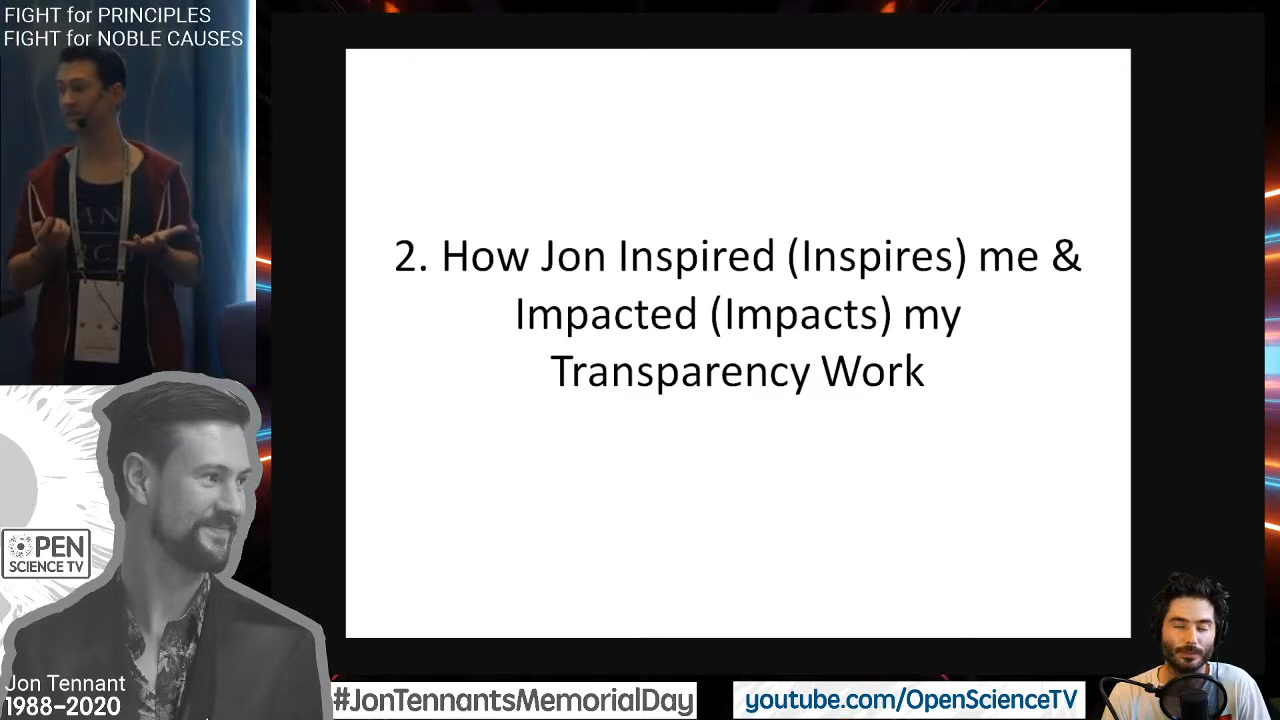 FIGHT for PRINCIPLES
FIGHT for NOBLE CAUSES
2. How Jon Inspired (Inspires) me &
Impacted (Impacts) my
Transparency Work
OPEN
SCIENCE TV
Jon Tennant
1988–2020
#JonTennantsMemorialDay
youtube.com/OpenScienceTV